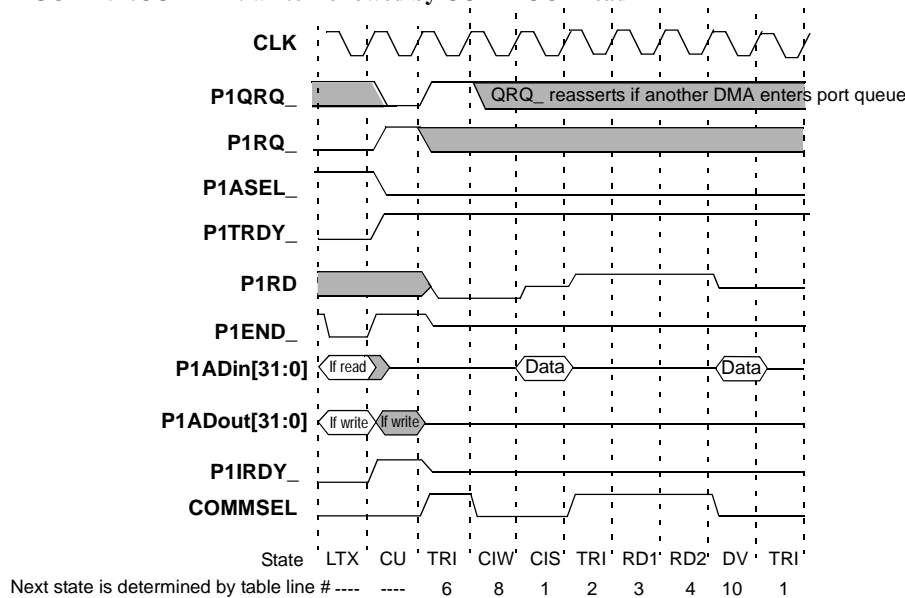 CLK
P1QRQ_
QRQ_ reasserts if another DMA enters port queue
P1RQ_
P1ASEL_
P1TRDY_
P1RD
P1END_
P1ADin[31:0]
If read
Data
Data
P1ADout[31:0]
If write
If write
P1IRDY_
COMMSEL
State LTX CU TRI CIW CIS TRI RD1 RD2 DV TRI
Next state is determined by table line # ---- ---- 6 8 1 2 3 4 10 1